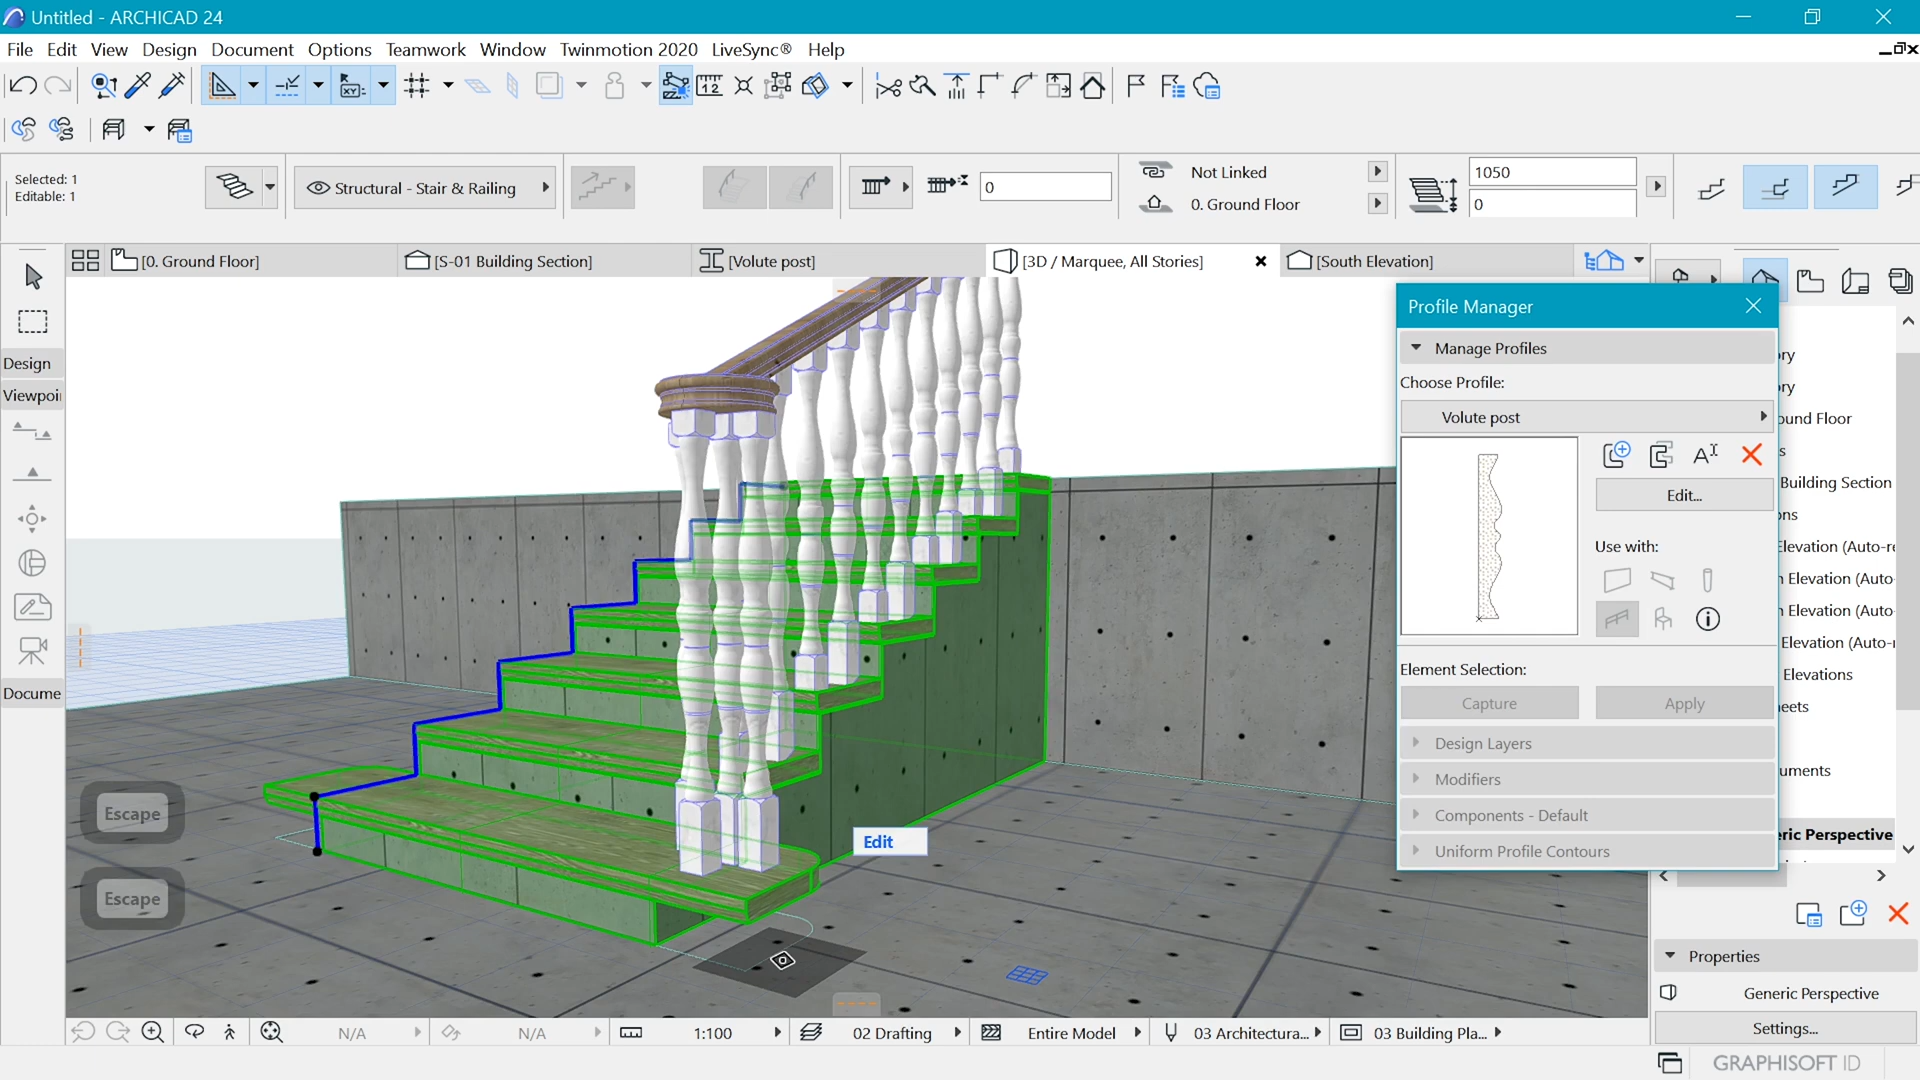 Untitled - ARCHICAD 24
File Edit View Design Document Options Teamwork Window Twinmotion 2020 LiveSync® Help
Selected: 1
Editable: 1
Structural - Stair & Railing
0
Not Linked
0. Ground Floor
1050
0
[0. Ground Floor]
[S-01 Building Section]
[Volute post]
[3D / Marquee, All Stories]
[South Elevation]
Design
Viewpoi
Docume
Escape
Escape
Edit
Profile Manager
Manage Profiles
Choose Profile:
Volute post
Edit...
Use with:
Element Selection:
Capture
Apply
Design Layers
Modifiers
Components - Default
Uniform Profile Contours
ry
ry
ound Floor
s
Building Section
ons
Elevation (Auto-re
n Elevation (Auto
n Elevation (Auto
Elevation (Auto-r
Elevations
eets
uments
eric Perspective
Properties
Generic Perspective
Settings...
N/A
N/A
1:100
02 Drafting
Entire Model
03 Architectura...
03 Building Pla...
GRAPHISOFT ID